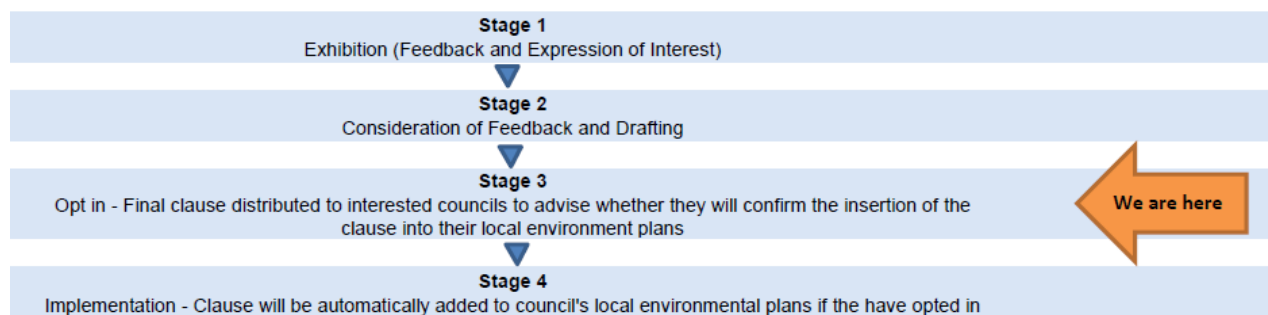 Stage 1
Exhibition (Feedback and Expression of Interest)
Stage 2
Consideration of Feedback and Drafting
Stage 3
Opt in - Final clause distributed to interested councils to advise whether they will confirm the insertion of the
clause into their local environment plans
We are here
Stage 4
Implementation - Clause will be automatically added to council's local environmental plans if the have opted in